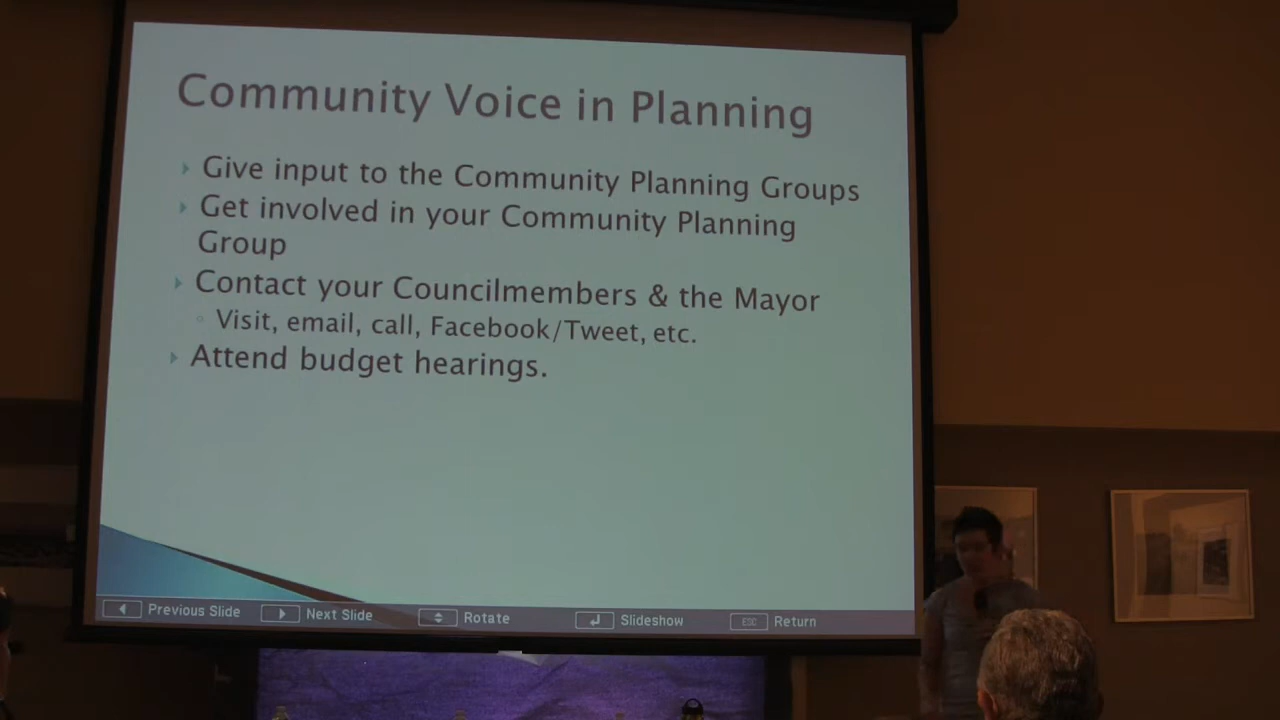 Community Voice in Planning
Give input to the Community Planning Groups
Get involved in your Community Planning
Group
Contact your Councilmembers & the Mayor
Visit, email, call, Facebook/Tweet, etc.
Attend budget hearings.
Previous Slide Next Slide Rotate Slideshow ESC Return